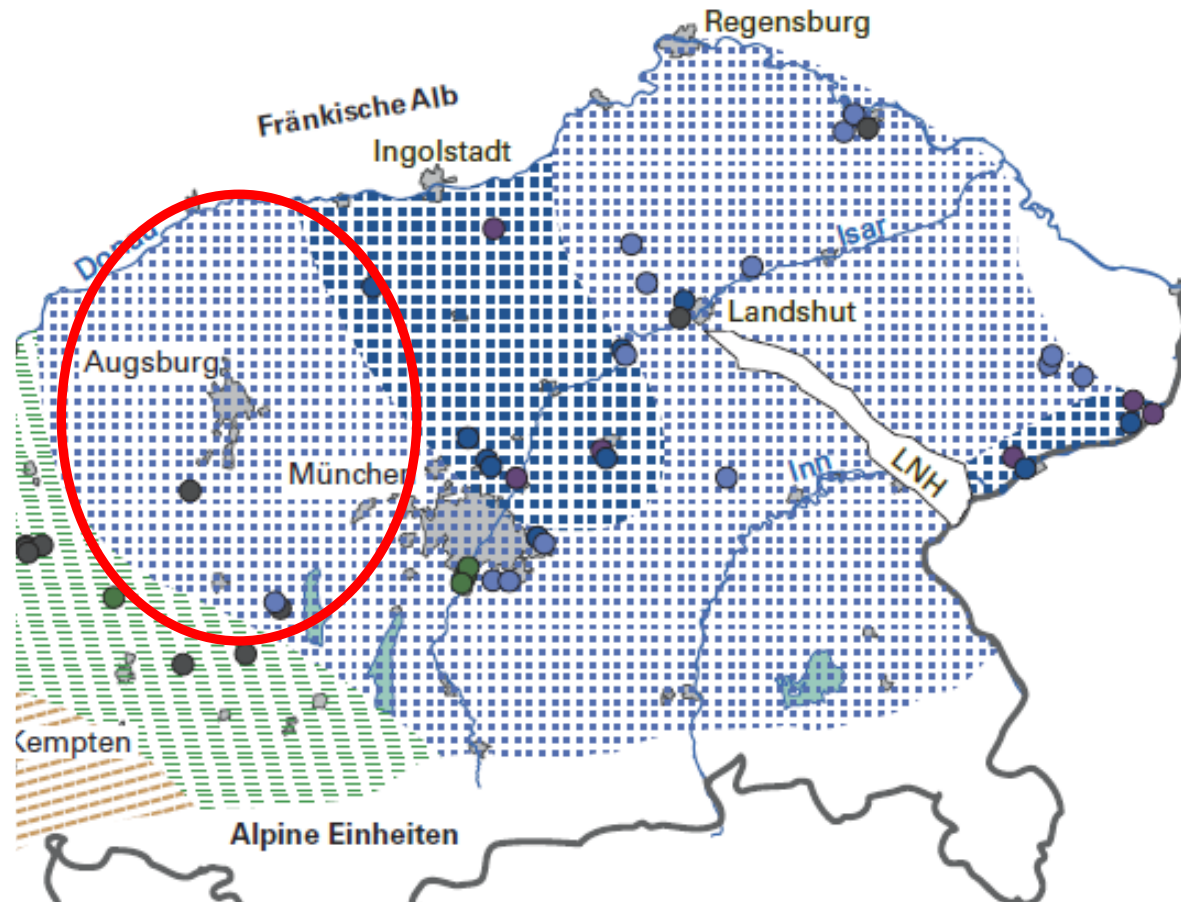 Regensburg
Fränkische Alb
Ingolstadt
Donau
Isar
Landshut
Augsburg
München
Inn
LNH
Kempten
Alpine Einheiten